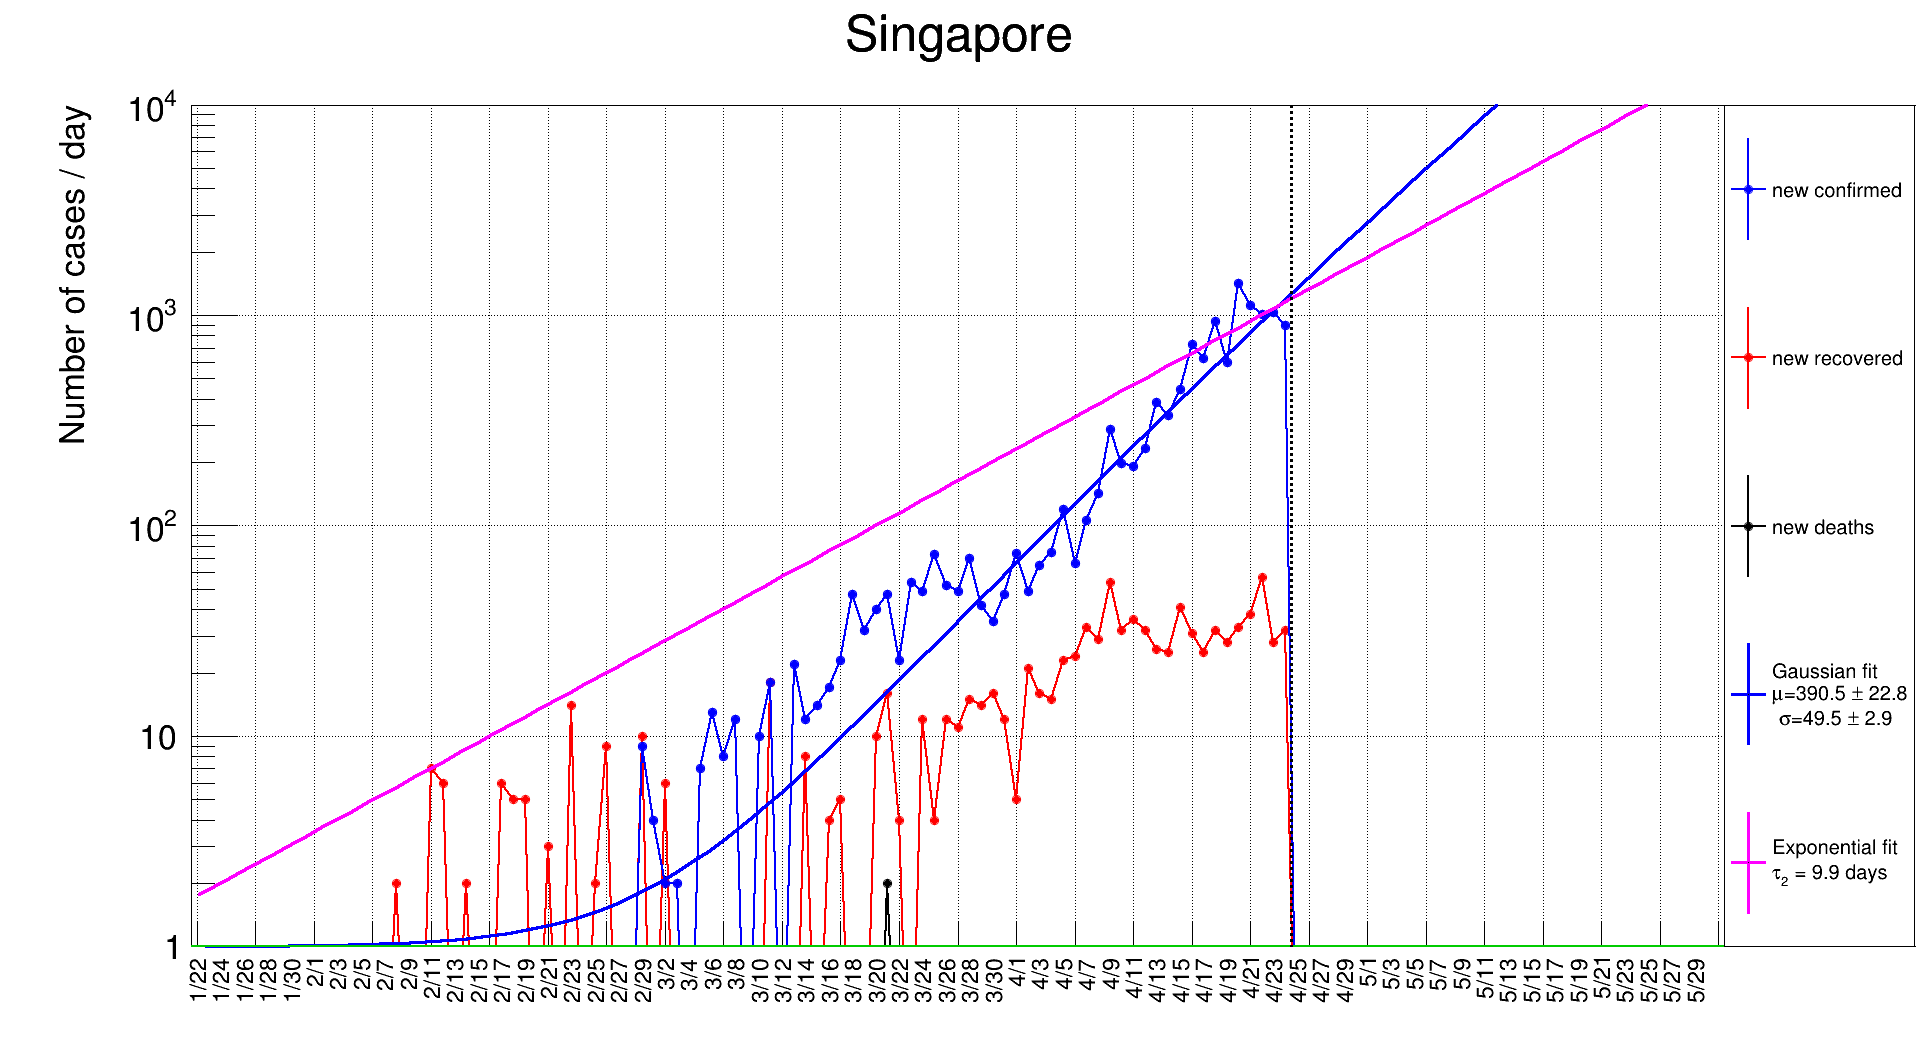 Singapore
Number of cases / day
10⁴
10³
10²
10
1
1/22 1/24 1/26 1/28 1/30 2/1 2/3 2/5 2/7 2/9 2/11 2/13 2/15 2/17 2/19 2/21 2/23 2/25 2/27 2/29 3/2 3/4 3/6 3/8 3/10 3/12 3/14 3/16 3/18 3/20 3/22 3/24 3/26 3/28 3/30 4/1 4/3 4/5 4/7 4/9 4/11 4/13 4/15 4/17 4/19 4/21 4/23 4/25 4/27 4/29 5/1 5/3 5/5 5/7 5/9 5/11 5/13 5/15 5/17 5/19 5/21 5/23 5/25 5/27 5/29
new confirmed
new recovered
new deaths
Gaussian fit
μ=390.5 ± 22.8
σ=49.5 ± 2.9
Exponential fit
τ₂ = 9.9 days